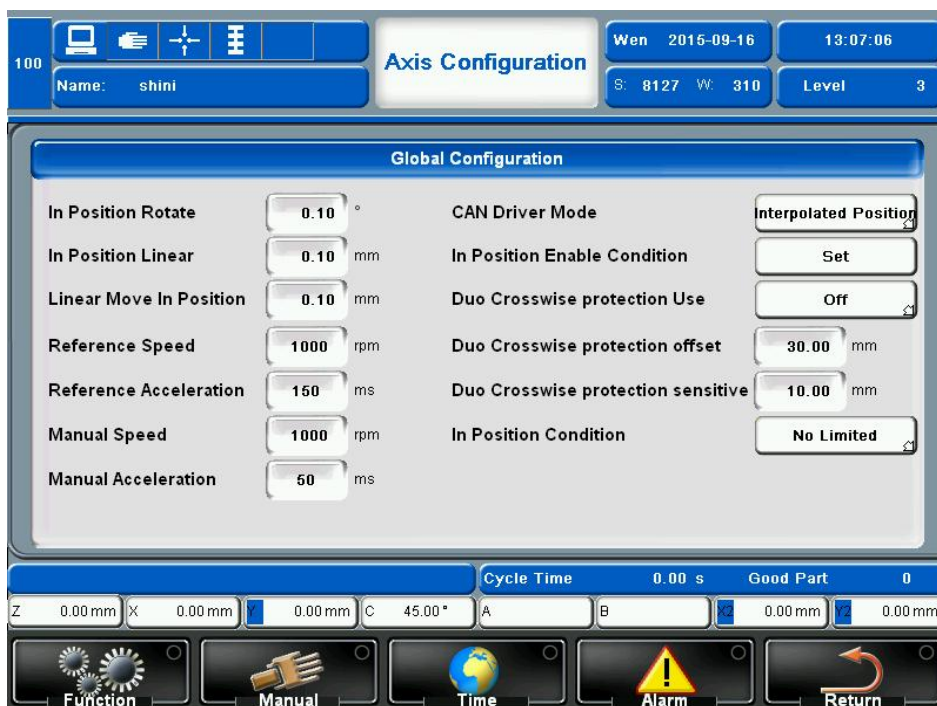 100
Name: shini
Axis Configuration
Wen 2015-09-16
13:07:06
S: 8127 W: 310
Level 3
Global Configuration
In Position Rotate 0.10 °
CAN Driver Mode Interpolated Position
In Position Linear 0.10 mm
In Position Enable Condition Set
Linear Move In Position 0.10 mm
Duo Crosswise protection Use Off
Reference Speed 1000 rpm
Duo Crosswise protection offset 30.00 mm
Reference Acceleration 150 ms
Duo Crosswise protection sensitive 10.00 mm
Manual Speed 1000 rpm
In Position Condition No Limited
Manual Acceleration 50 ms
Cycle Time 0.00 s Good Part 0
Z 0.00 mm X 0.00 mm Y 0.00 mm C 45.00 ° A B X2 0.00 mm Y2 0.00 mm
Function Manual Time Alarm Return